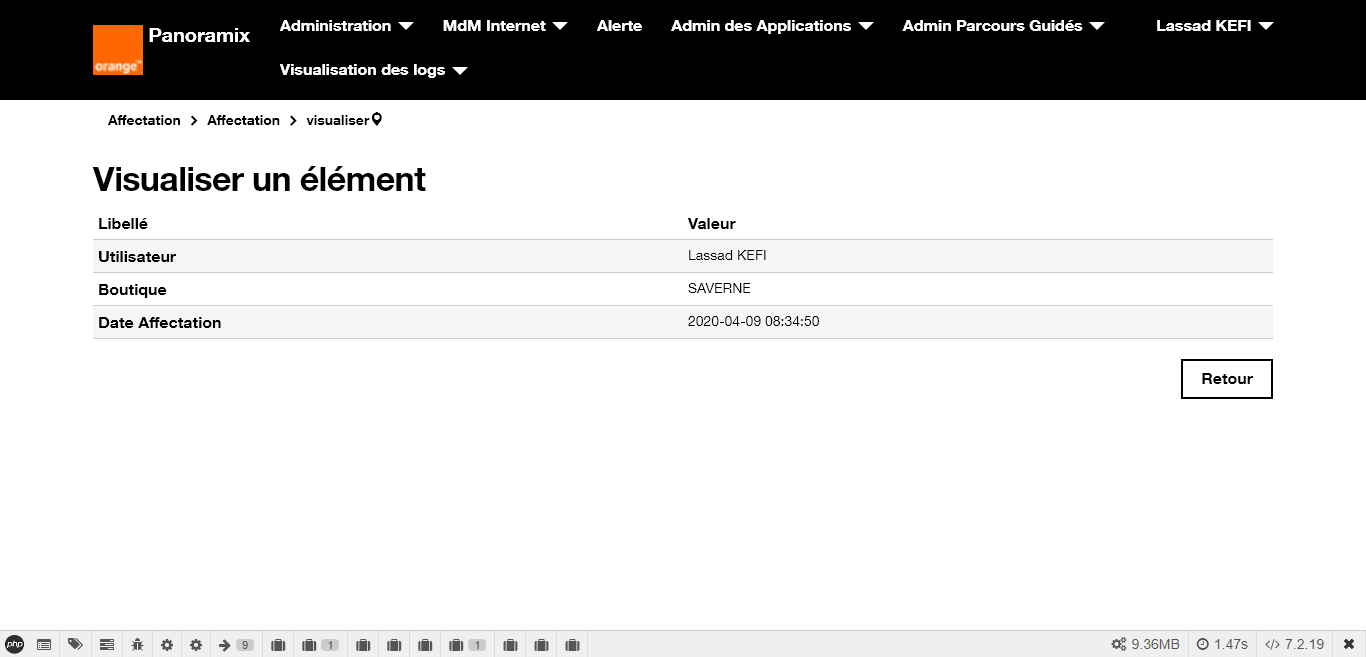 orange™
Panoramix
Administration MdM Internet Alerte Admin des Applications Admin Parcours Guidés Lassad KEFI
Visualisation des logs
Affectation Affectation visualiser
Visualiser un élément
Libellé Valeur
Utilisateur Lassad KEFI
Boutique SAVERNE
Date Affectation 2020-04-09 08:34:50
Retour
php 9 1 1 9.36MB 1.47s 7.2.19